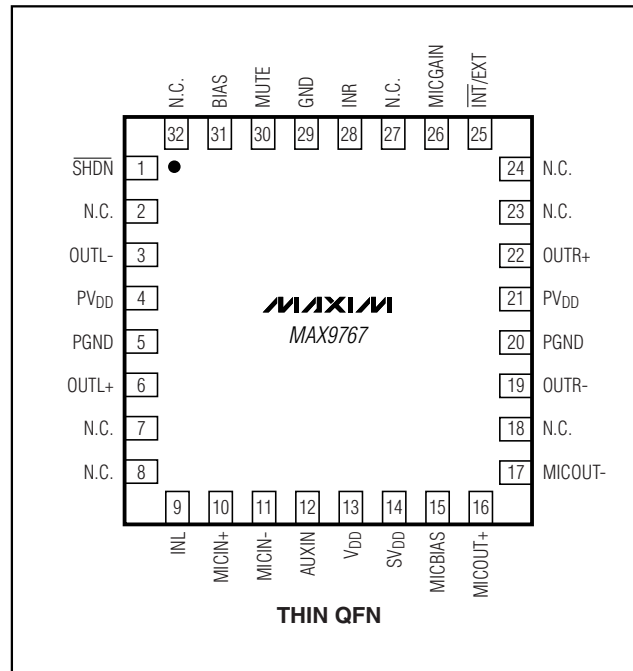 N.C. BIAS MUTE GND INR N.C. MICGAIN INT/EXT
32 31 30 29 28 27 26 25
SHDN 1 24 N.C.
N.C. 2 23 N.C.
OUTL- 3 22 OUTR+
PVDD 4 21 PVDD
MAXIM
MAX9767
PGND 5 20 PGND
OUTL+ 6 19 OUTR-
N.C. 7 18 N.C.
N.C. 8 17 MICOUT-
9 10 11 12 13 14 15 16
INL MICIN+ MICIN- AUXIN VDD SVDD MICBIAS MICOUT+
THIN QFN